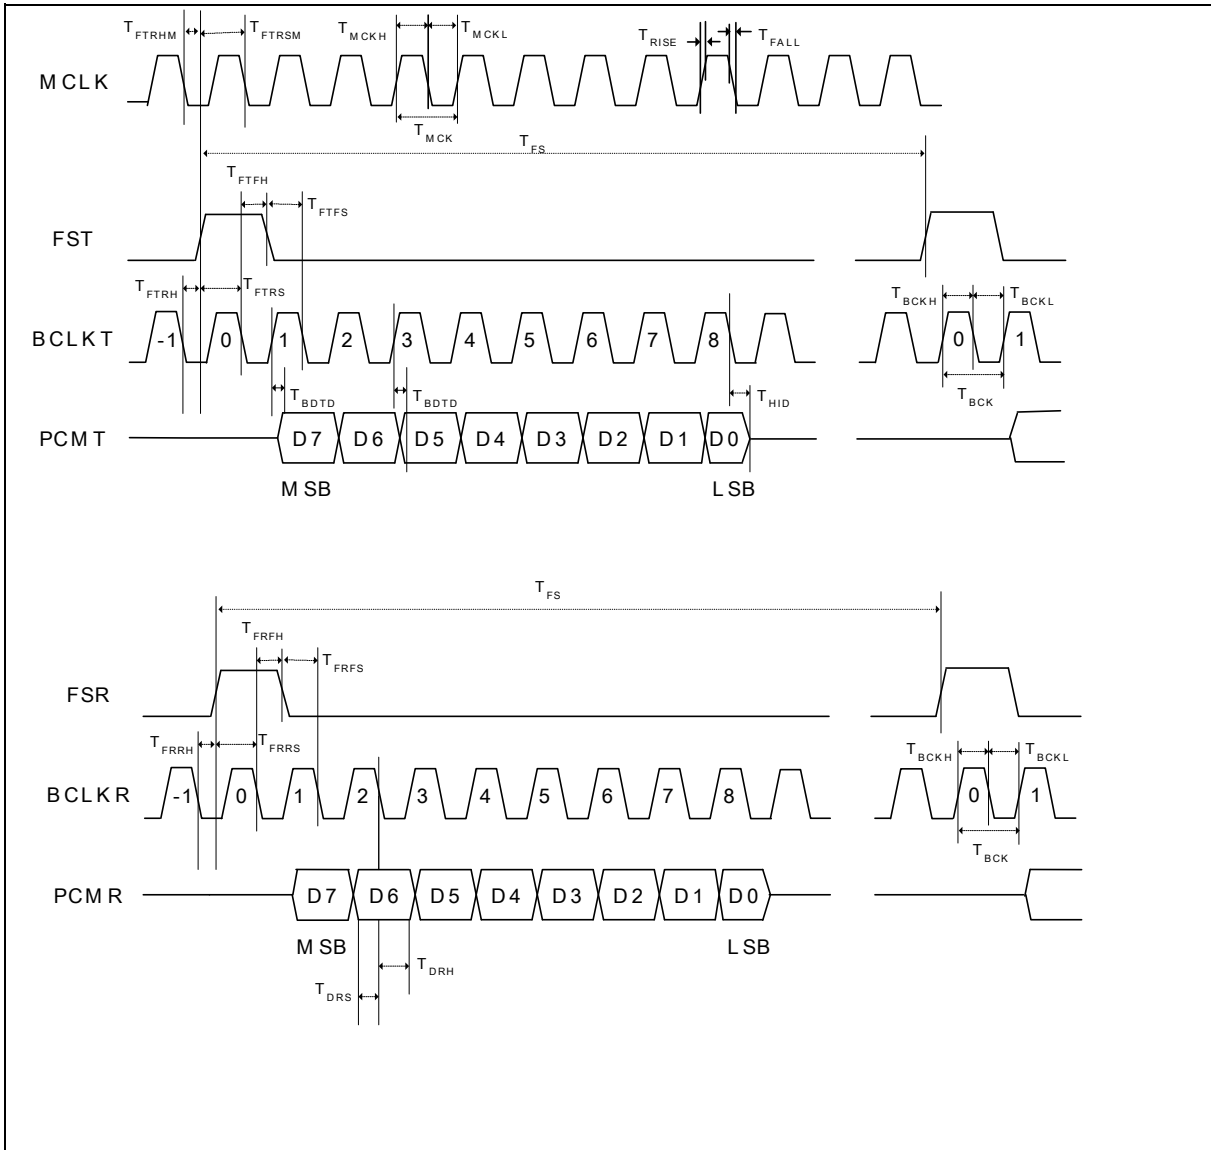 TFTRHM TFTRSM TMCKH TMCKL TRISE TFALL
MCLK
TMCK
TFS
TFTFH
TFTFS
FST
TFTRH TFTRS TBCKH TBCKL
BCLKT -1 0 1 2 3 4 5 6 7 8 0 1
TBDTD TBDTD THID TBCK
PCMT D7 D6 D5 D4 D3 D2 D1 D0
MSB LSB
TFS
TFRFH
TFRFS
FSR
TFRRH TFRRS TBCKH TBCKL
BCLKR -1 0 1 2 3 4 5 6 7 8 0 1
TBCK
PCMR D7 D6 D5 D4 D3 D2 D1 D0
MSB LSB
TDRH
TDRS